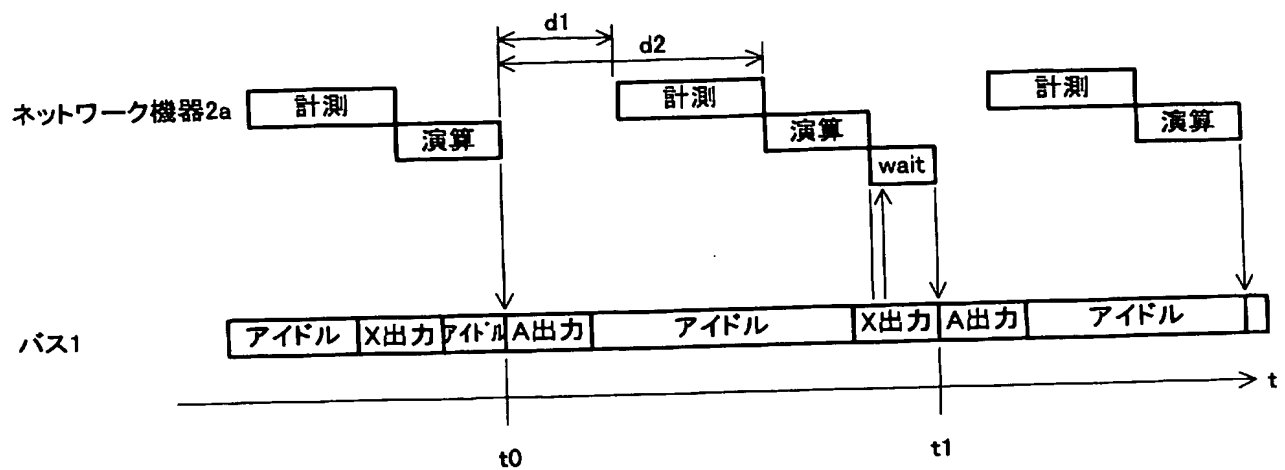 d1
d2
ネットワーク機器2a
計測
計測
計測
演算
演算
演算
wait
バス1
アイドル
X出力
アイドル
A出力
アイドル
X出力
A出力
アイドル
t
t0
t1